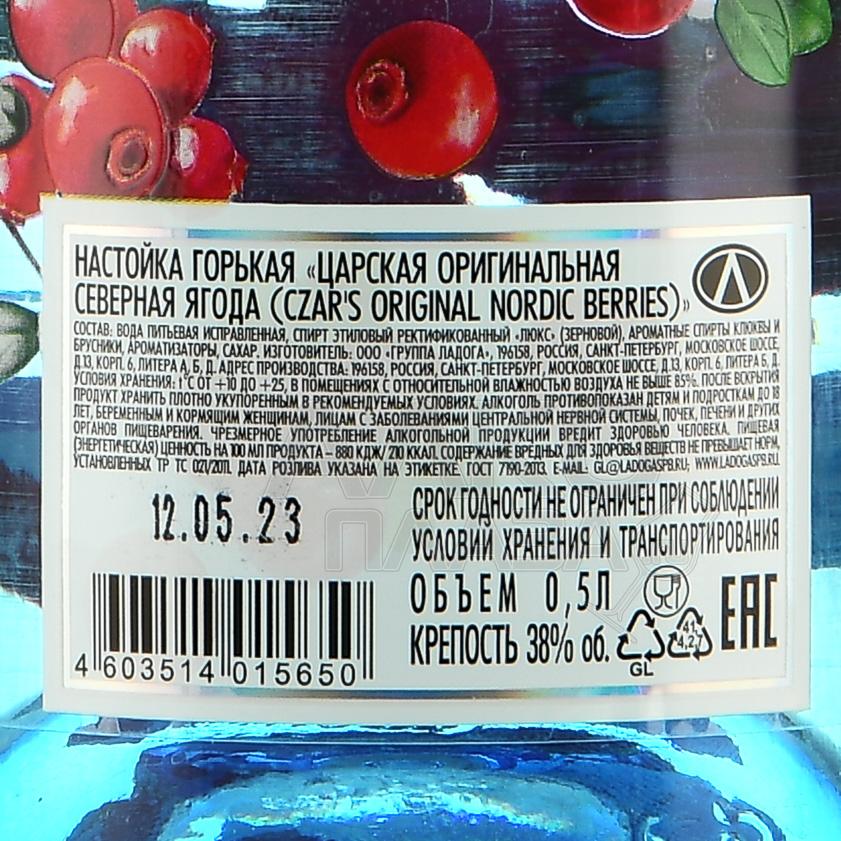 НАСТОЙКА ГОРЬКАЯ «ЦАРСКАЯ ОРИГИНАЛЬНАЯ
СЕВЕРНАЯ ЯГОДА (CZAR'S ORIGINAL NORDIC BERRIES)»
СОСТАВ: ВОДА ПИТЬЕВАЯ ИСПРАВЛЕННАЯ, СПИРТ ЭТИЛОВЫЙ РЕКТИФИКОВАННЫЙ «ЛЮКС» (ЗЕРНОВОЙ), АРОМАТНЫЕ СПИРТЫ КЛЮКВЫ И
БРУСНИКИ, АРОМАТИЗАТОРЫ, САХАР. ИЗГОТОВИТЕЛЬ: ООО «ГРУППА ЛАДОГА», 196158, РОССИЯ, САНКТ-ПЕТЕРБУРГ, МОСКОВСКОЕ ШОССЕ,
Д.13, КОРП. 6, ЛИТЕРА А, Б, Д. АДРЕС ПРОИЗВОДСТВА: 196158, РОССИЯ, САНКТ-ПЕТЕРБУРГ, МОСКОВСКОЕ ШОССЕ, Д.13, КОРП. 6, ЛИТЕРА Б, Д.
УСЛОВИЯ ХРАНЕНИЯ: t°C ОТ +10 ДО +25, В ПОМЕЩЕНИЯХ С ОТНОСИТЕЛЬНОЙ ВЛАЖНОСТЬЮ ВОЗДУХА НЕ ВЫШЕ 85%. ПОСЛЕ ВСКРЫТИЯ
ПРОДУКТ ХРАНИТЬ ПЛОТНО УКУПОРЕННЫМ В РЕКОМЕНДУЕМЫХ УСЛОВИЯХ. АЛКОГОЛЬ ПРОТИВОПОКАЗАН ДЕТЯМ И ПОДРОСТКАМ ДО 18
ЛЕТ, БЕРЕМЕННЫМ И КОРМЯЩИМ ЖЕНЩИНАМ, ЛИЦАМ С ЗАБОЛЕВАНИЯМИ ЦЕНТРАЛЬНОЙ НЕРВНОЙ СИСТЕМЫ, ПОЧЕК, ПЕЧЕНИ И ДРУГИХ
ОРГАНОВ ПИЩЕВАРЕНИЯ. ЧРЕЗМЕРНОЕ УПОТРЕБЛЕНИЕ АЛКОГОЛЬНОЙ ПРОДУКЦИИ ВРЕДИТ ЗДОРОВЬЮ ЧЕЛОВЕКА. ПИЩЕВАЯ
(ЭНЕРГЕТИЧЕСКАЯ) ЦЕННОСТЬ НА 100 МЛ ПРОДУКТА – 880 КДЖ/ 210 ККАЛ. СОДЕРЖАНИЕ ВРЕДНЫХ ДЛЯ ЗДОРОВЬЯ ВЕЩЕСТВ НЕ ПРЕВЫШАЕТ НОРМ,
УСТАНОВЛЕННЫХ ТР ТС 021/2011. ДАТА РОЗЛИВА УКАЗАНА НА ЭТИКЕТКЕ. ГОСТ 7190-2013. E-MAIL: GL@LADOGASPB.RU; WWW.LADOGASPB.RU
12.05.23
СРОК ГОДНОСТИ НЕ ОГРАНИЧЕН ПРИ СОБЛЮДЕНИИ
УСЛОВИЙ ХРАНЕНИЯ И ТРАНСПОРТИРОВАНИЯ
ОБЪЕМ 0,5Л
КРЕПОСТЬ 38% об.
GL
41
4,2,7
EAC
4 603514 015650